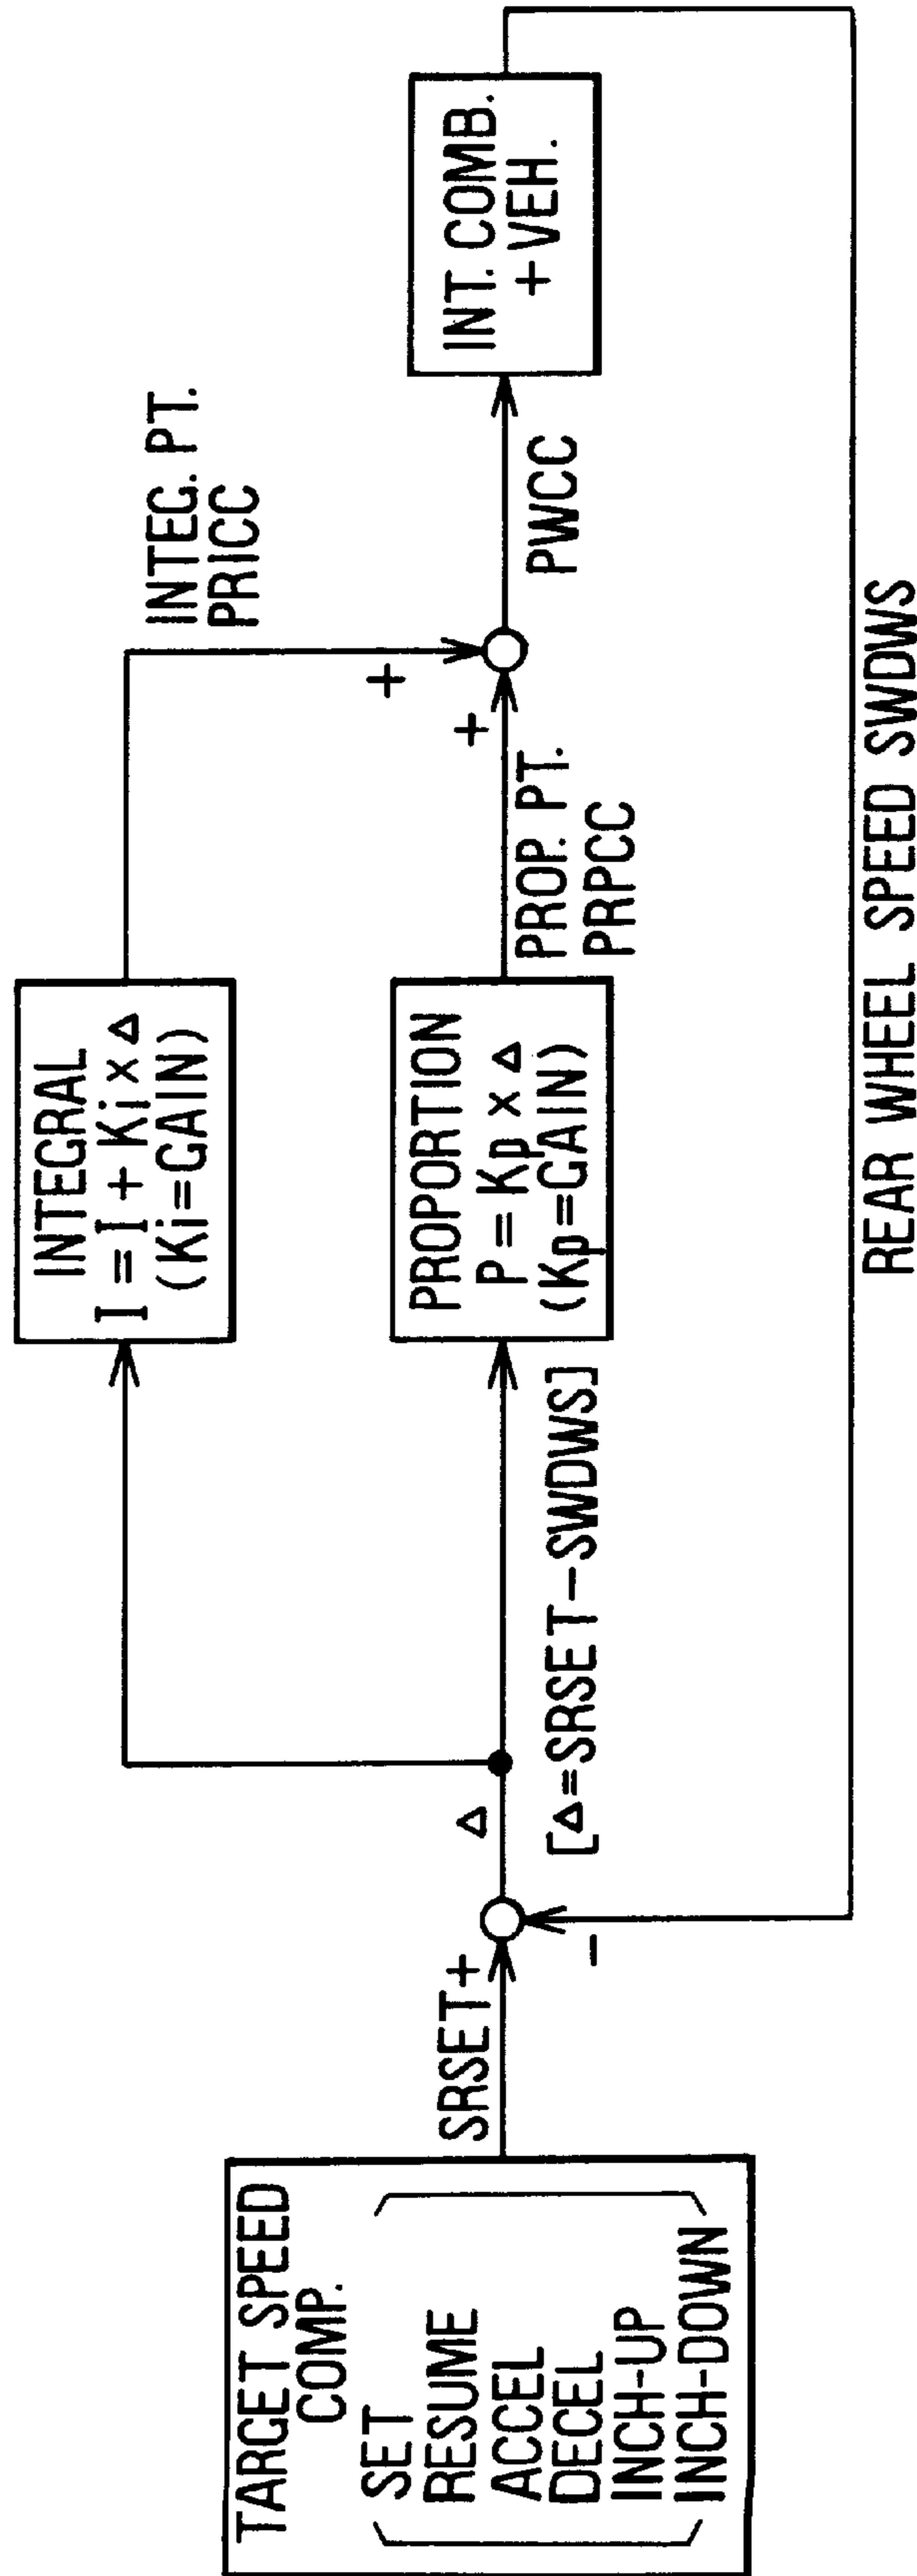 TARGET SPEED
COMP.
SET
RESUME
ACCEL
DECEL
INCH-UP
INCH-DOWN
SRSET+
-
Δ
[Δ=SRSET-SWDWS]
INTEGRAL
I = I + Ki × Δ
(Ki=GAIN)
PROPORTION
P = Kp × Δ
(Kp=GAIN)
INTEG. PT.
PRICC
PROP. PT.
PRPCC
+
+
PWCC
INT. COMB.
+ VEH.
REAR WHEEL SPEED SWDWS